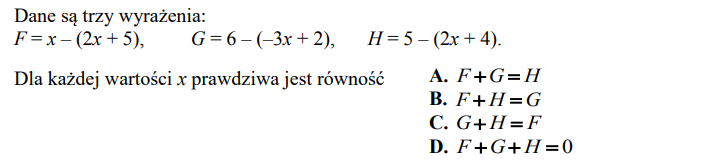 Dane są trzy wyrażenia:
F = x – (2x + 5), G = 6 – (–3x + 2), H = 5 – (2x + 4).
Dla każdej wartości x prawdziwa jest równość
A. F+G=H
B. F+H=G
C. G+H=F
D. F+G+H=0